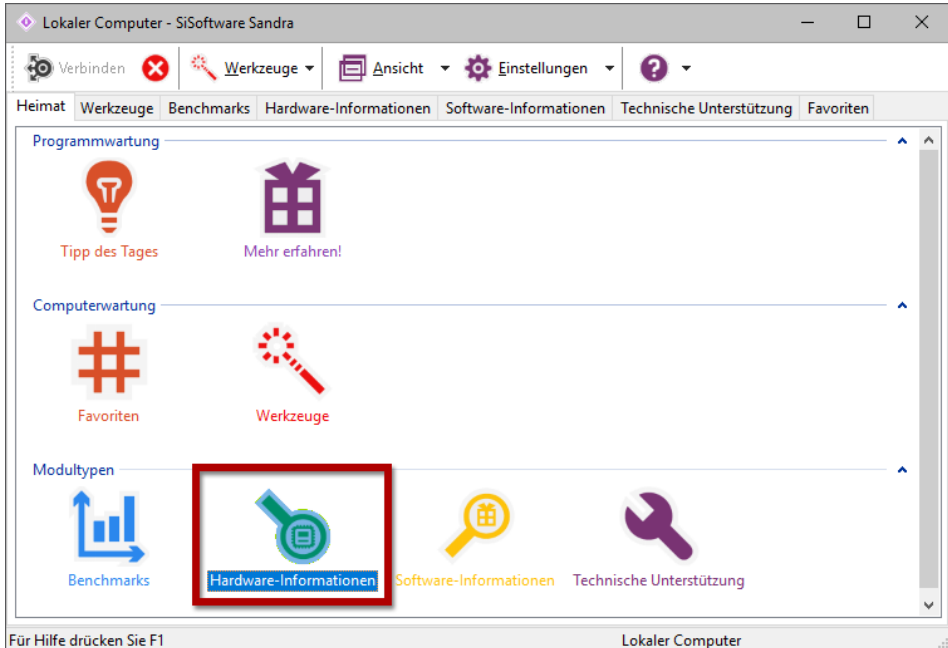 Lokaler Computer - SiSoftware Sandra
Verbinden Werkzeuge Ansicht Einstellungen ?
Heimat Werkzeuge Benchmarks Hardware-Informationen Software-Informationen Technische Unterstützung Favoriten
Programmwartung
Tipp des Tages Mehr erfahren!
Computerwartung
Favoriten Werkzeuge
Modultypen
Benchmarks Hardware-Informationen Software-Informationen Technische Unterstützung
Für Hilfe drücken Sie F1 Lokaler Computer